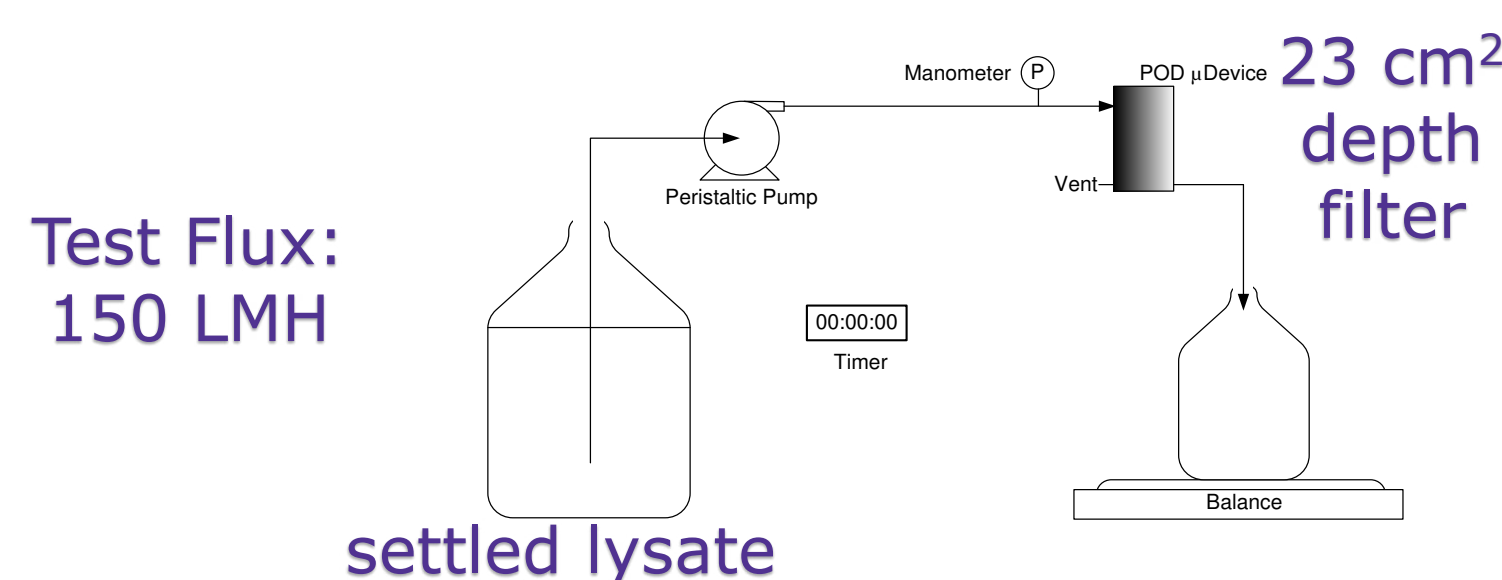 Test Flux:
150 LMH
settled lysate
Peristaltic Pump
00:00:00
Timer
Manometer P
POD µDevice
Vent
23 cm²
depth
filter
Balance